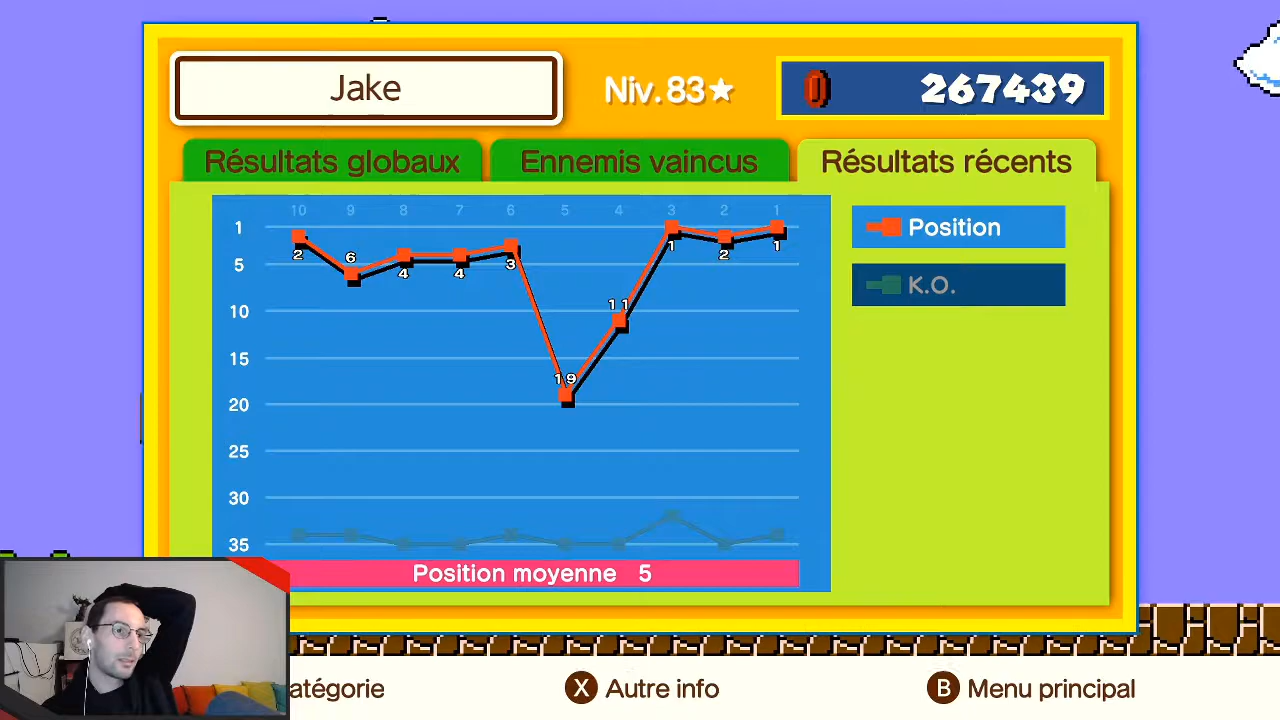 Jake
Niv. 83★
267439
Résultats globaux
Ennemis vaincus
Résultats récents
10 9 8 7 6 5 4 3 2 1
1
5
10
15
20
25
30
35
2 6 4 4 3 19 11 1 2 1
Position
K.O.
Position moyenne 5
atégorie
X Autre info
B Menu principal